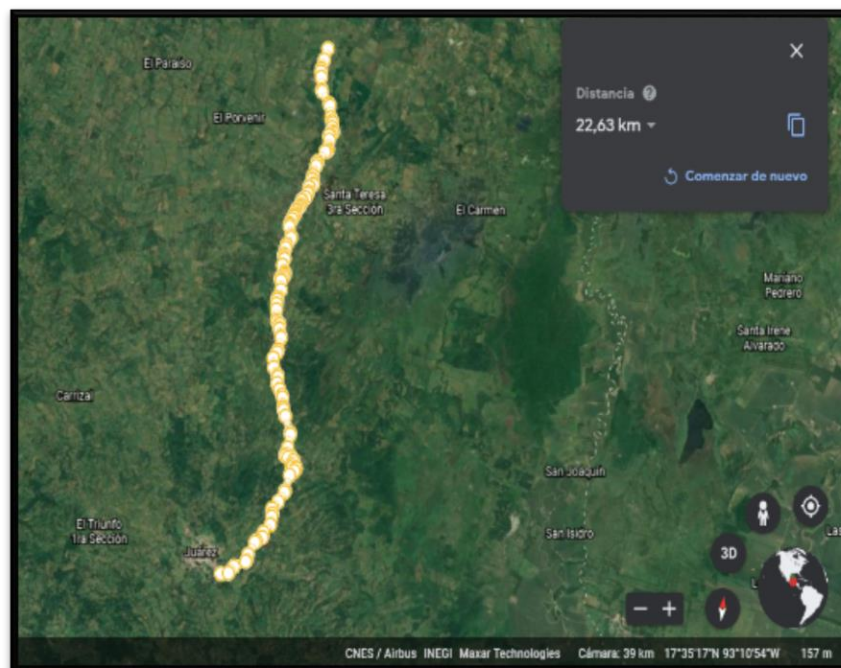 El Paraíso
El Porvenir
Santa Teresa
3ra Sección
El Carmen
Distancia
22,63 km
Comenzar de nuevo
Mariano
Pedrero
Santa Irene
Alvarado
Carrizal
San Joaquín
El Triunfo
1ra Sección
Juárez
San Isidro
Las
3D
L
CNES / Airbus INEGI Maxar Technologies Cámara: 39 km 17°35'17"N 93°10'54"W 157 m